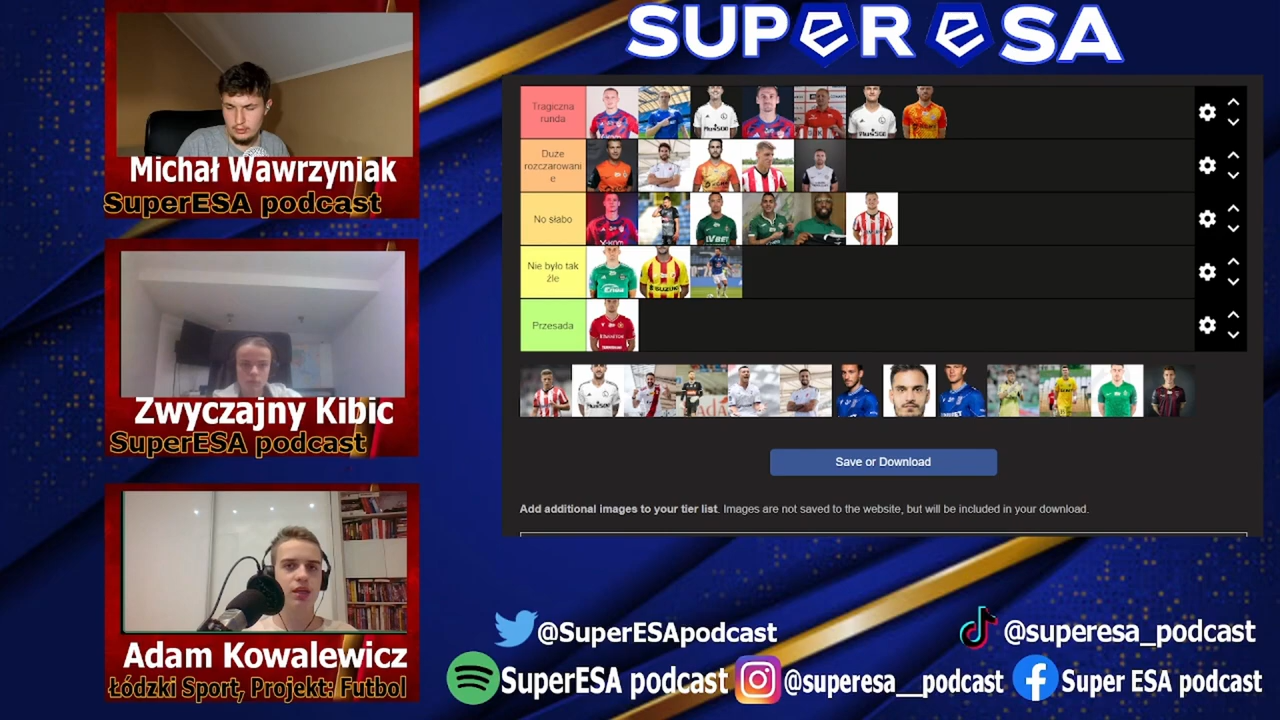 SUPER ESA
Michał Wawrzyniak
SuperESA podcast
Zwyczajny Kibic
SuperESA podcast
Adam Kowalewicz
Łódzki Sport, Projekt: Futbol
Tragiczna
runda
Duże
rozczarowani
e
No słabo
Nie było tak
źle
Przesada
Save or Download
Add additional images to your tier list. Images are not saved to the website, but will be included in your download.
@SuperESApodcast
@superesa_podcast
SuperESA podcast
@superesa__podcast
Super ESA podcast